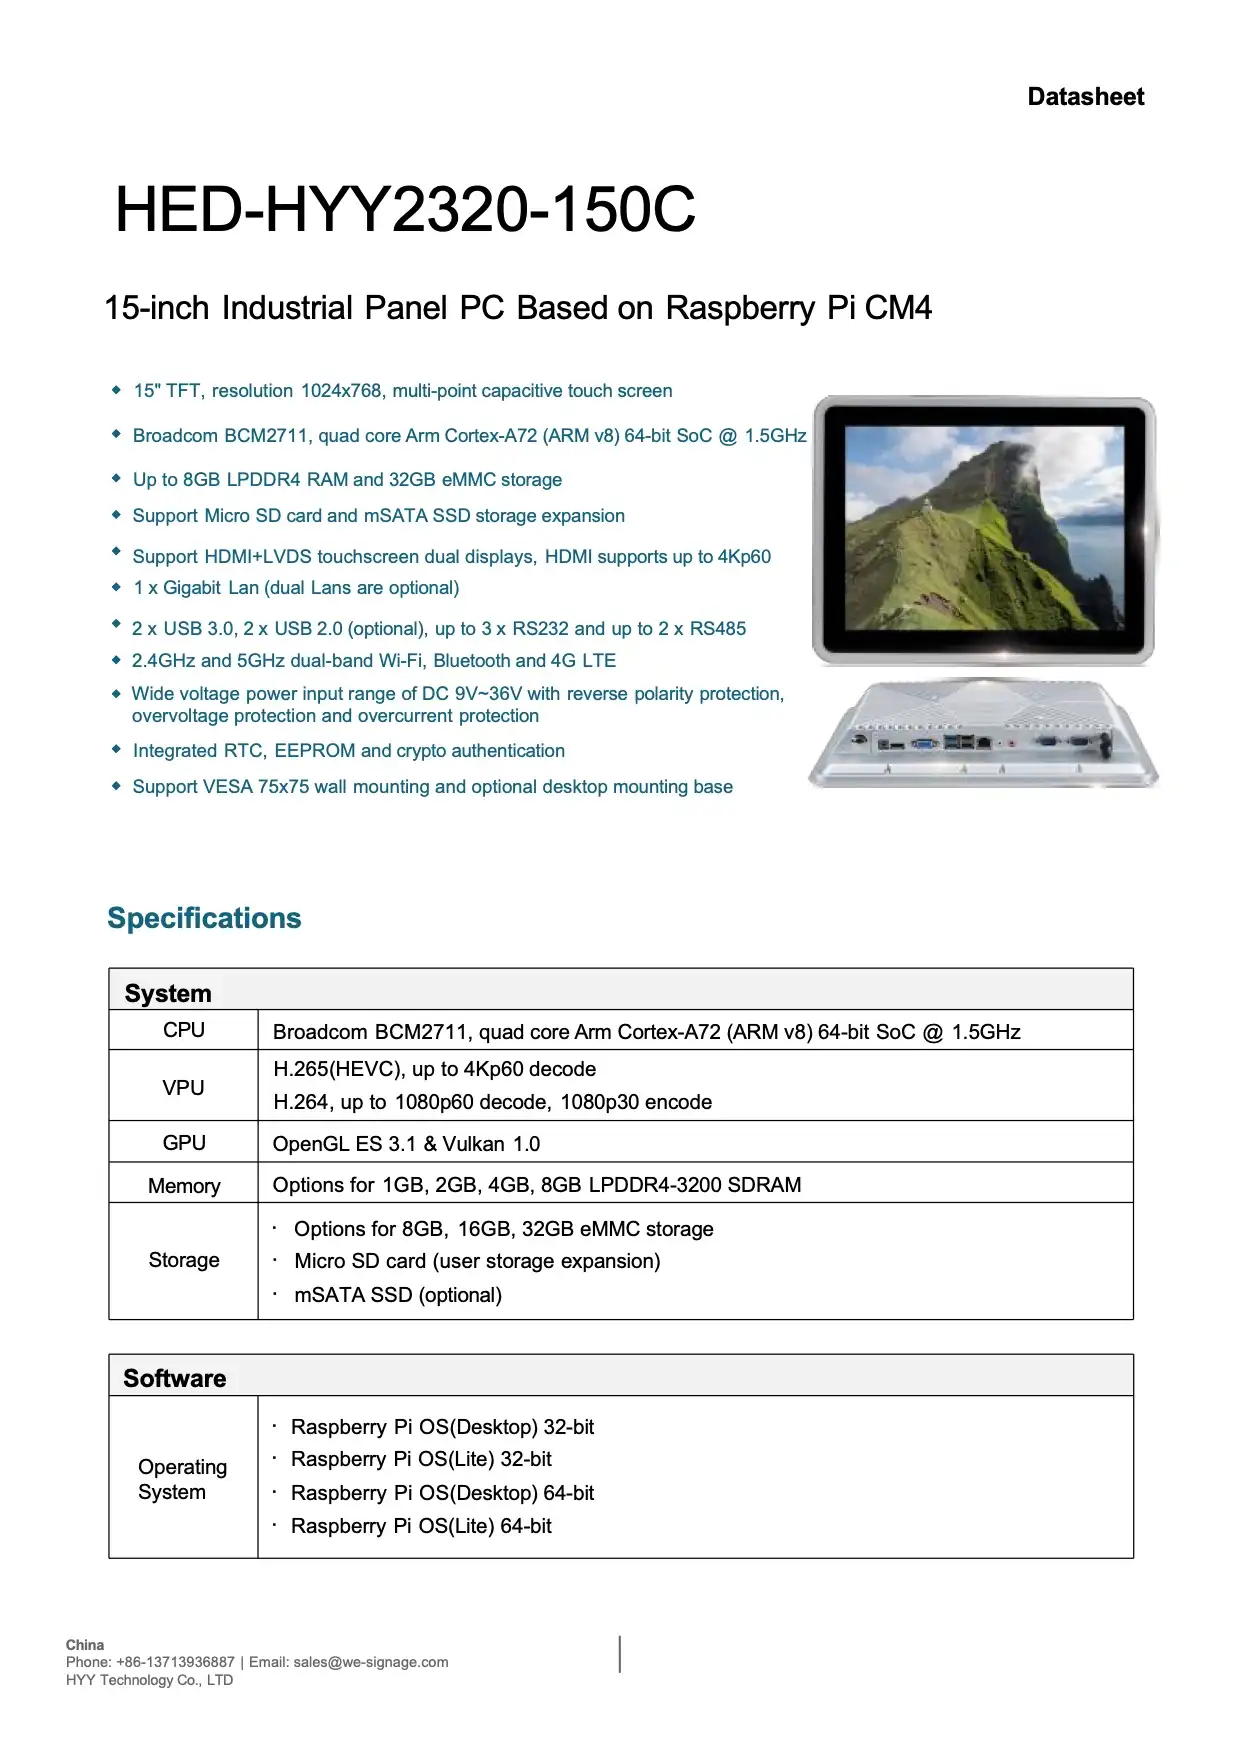 Datasheet
HED-HYY2320-150C
15-inch Industrial Panel PC Based on Raspberry Pi CM4
◆ 15" TFT, resolution 1024x768, multi-point capacitive touch screen
◆ Broadcom BCM2711, quad core Arm Cortex-A72 (ARM v8) 64-bit SoC @ 1.5GHz
◆ Up to 8GB LPDDR4 RAM and 32GB eMMC storage
◆ Support Micro SD card and mSATA SSD storage expansion
◆ Support HDMI+LVDS touchscreen dual displays, HDMI supports up to 4Kp60
◆ 1 x Gigabit Lan (dual Lans are optional)
◆ 2 x USB 3.0, 2 x USB 2.0 (optional), up to 3 x RS232 and up to 2 x RS485
◆ 2.4GHz and 5GHz dual-band Wi-Fi, Bluetooth and 4G LTE
◆ Wide voltage power input range of DC 9V~36V with reverse polarity protection,
overvoltage protection and overcurrent protection
◆ Integrated RTC, EEPROM and crypto authentication
◆ Support VESA 75x75 wall mounting and optional desktop mounting base
Specifications
System
CPU
Broadcom BCM2711, quad core Arm Cortex-A72 (ARM v8) 64-bit SoC @ 1.5GHz
VPU
H.265(HEVC), up to 4Kp60 decode
H.264, up to 1080p60 decode, 1080p30 encode
GPU
OpenGL ES 3.1 & Vulkan 1.0
Memory
Options for 1GB, 2GB, 4GB, 8GB LPDDR4-3200 SDRAM
Storage
· Options for 8GB, 16GB, 32GB eMMC storage
· Micro SD card (user storage expansion)
· mSATA SSD (optional)
Software
Operating
System
· Raspberry Pi OS(Desktop) 32-bit
· Raspberry Pi OS(Lite) 32-bit
· Raspberry Pi OS(Desktop) 64-bit
· Raspberry Pi OS(Lite) 64-bit
China
Phone: +86-13713936887 | Email: sales@we-signage.com
HYY Technology Co., LTD